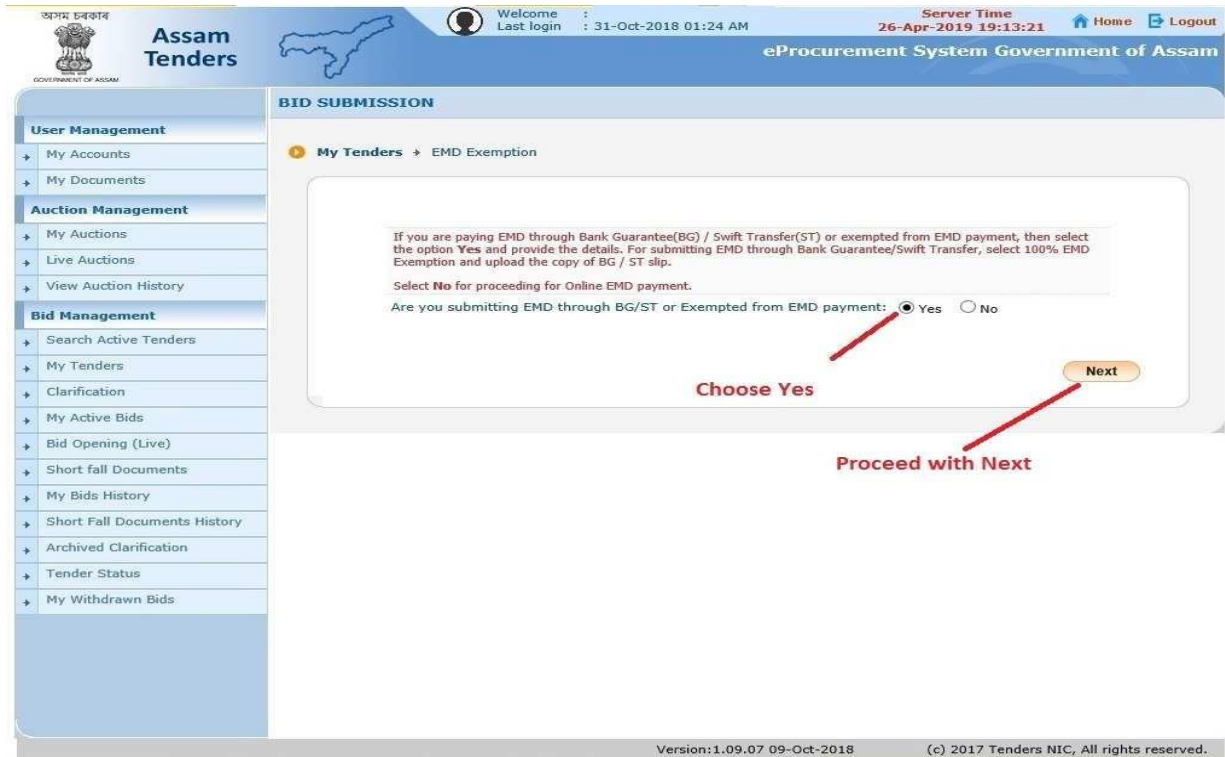 অসম চৰকাৰ
GOVERNMENT OF ASSAM
Assam
Tenders
Welcome :
Last login : 31-Oct-2018 01:24 AM
Server Time
26-Apr-2019 19:13:21
Home
Logout
eProcurement System Government of Assam
BID SUBMISSION
User Management
My Accounts
My Documents
Auction Management
My Auctions
Live Auctions
View Auction History
Bid Management
Search Active Tenders
My Tenders
Clarification
My Active Bids
Bid Opening (Live)
Short fall Documents
My Bids History
Short Fall Documents History
Archived Clarification
Tender Status
My Withdrawn Bids
My Tenders EMD Exemption
If you are paying EMD through Bank Guarantee(BG) / Swift Transfer(ST) or exempted from EMD payment, then select
the option Yes and provide the details. For submitting EMD through Bank Guarantee/Swift Transfer, select 100% EMD
Exemption and upload the copy of BG / ST slip.
Select No for proceeding for Online EMD payment.
Are you submitting EMD through BG/ST or Exempted from EMD payment: Yes No
Next
Choose Yes
Proceed with Next
Version:1.09.07 09-Oct-2018 (c) 2017 Tenders NIC, All rights reserved.